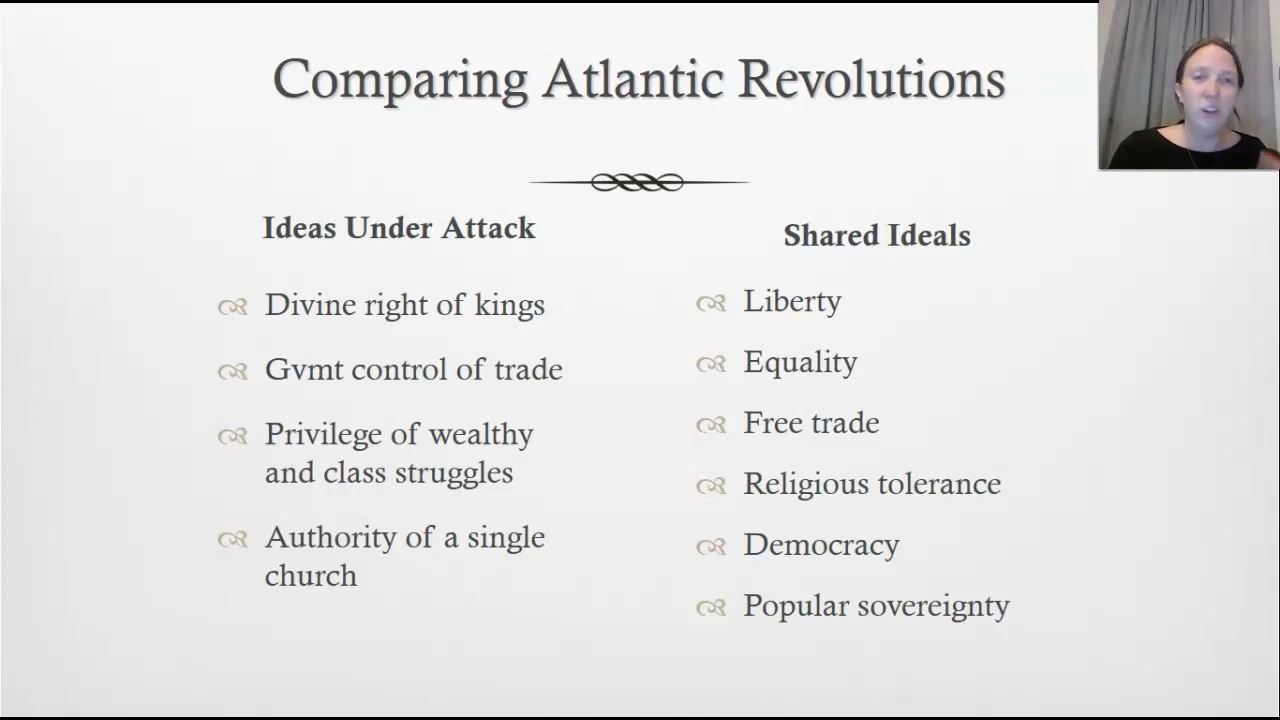 Comparing Atlantic Revolutions
Ideas Under Attack
Divine right of kings
Gvmt control of trade
Privilege of wealthy
and class struggles
Authority of a single
church
Shared Ideals
Liberty
Equality
Free trade
Religious tolerance
Democracy
Popular sovereignty